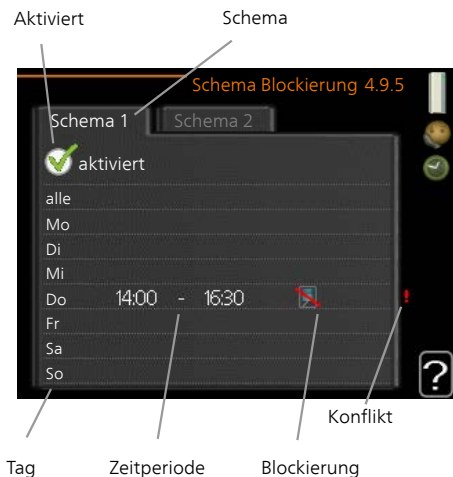 Aktiviert
Schema
Schema Blockierung 4.9.5
Schema 1
Schema 2
aktiviert
alle
Mo
Di
Mi
Do 14:00 - 16:30
Fr
Sa
So
?
Konflikt
Tag
Zeitperiode
Blockierung